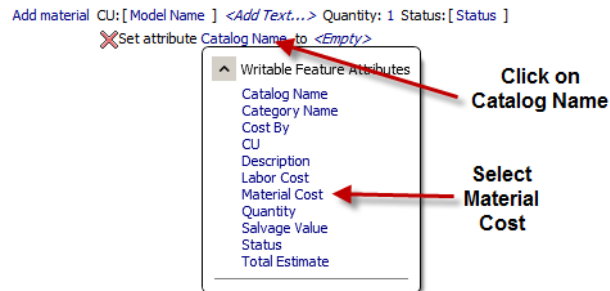 Add material CU:[ Model Name ] <Add Text...> Quantity: 1 Status:[ Status ]
Set attribute Catalog Name to <Empty>
Writable Feature Attributes
Catalog Name
Category Name
Cost By
CU
Description
Labor Cost
Material Cost
Quantity
Salvage Value
Status
Total Estimate
Click on
Catalog Name
Select
Material
Cost